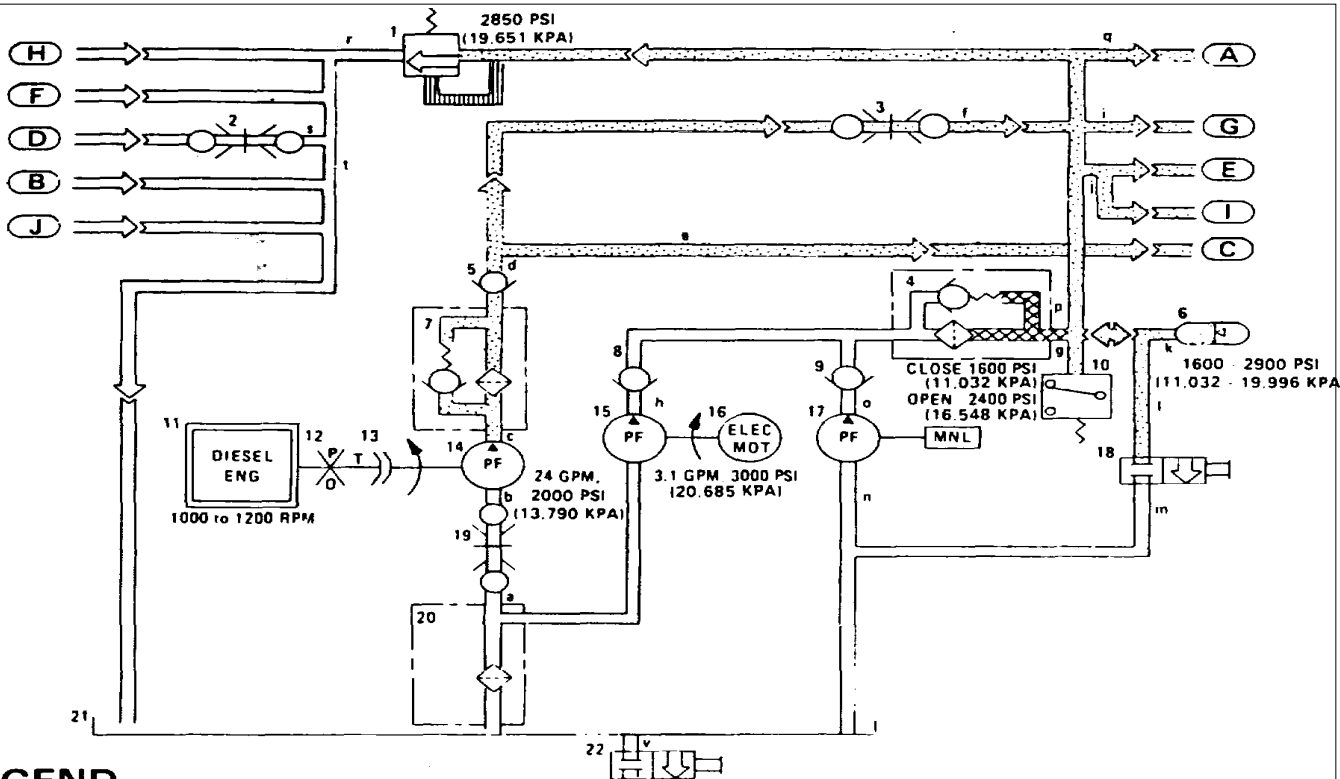 2850 PSI
(19.651 KPA)
H
r
1
q
A
F
2
3
f
i
G
D
s
E
B
t
j
I
J
e
C
5
d
4
p
6
7
8
g
k
9
CLOSE 1600 PSI
(11,032 KPA)
OPEN 2400 PSI
(16.548 KPA)
10
1600 - 2900 PSI
(11,032 - 19.996 KPA
h
o
l
11
12
13
14
c
15
16
17
18
P
T
O
DIESEL
ENG
PF
PF
ELEC
MOT
PF
MNL
1000 to 1200 RPM
24 GPM,
2000 PSI
(13.790 KPA)
3.1 GPM 3000 PSI
(20.685 KPA)
b
n
m
19
a
20
21
22
v
GEND